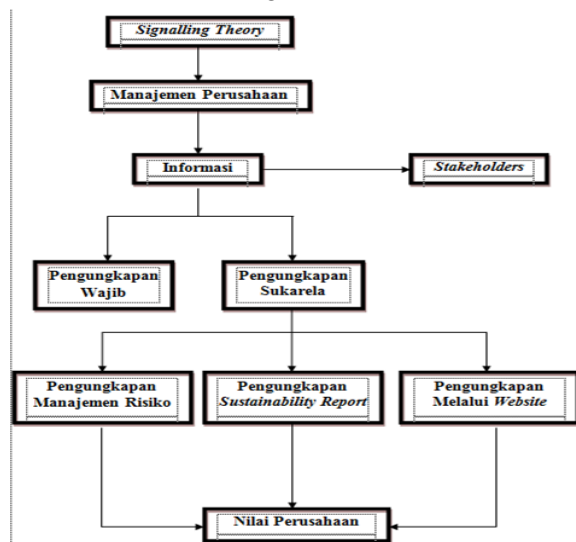 Signalling Theory
Manajemen Perusahaan
Informasi
Stakeholders
Pengungkapan
Wajib
Pengungkapan
Sukarela
Pengungkapan
Manajemen Risiko
Pengungkapan
Sustainability Report
Pengungkapan
Melalui Website
Nilai Perusahaan